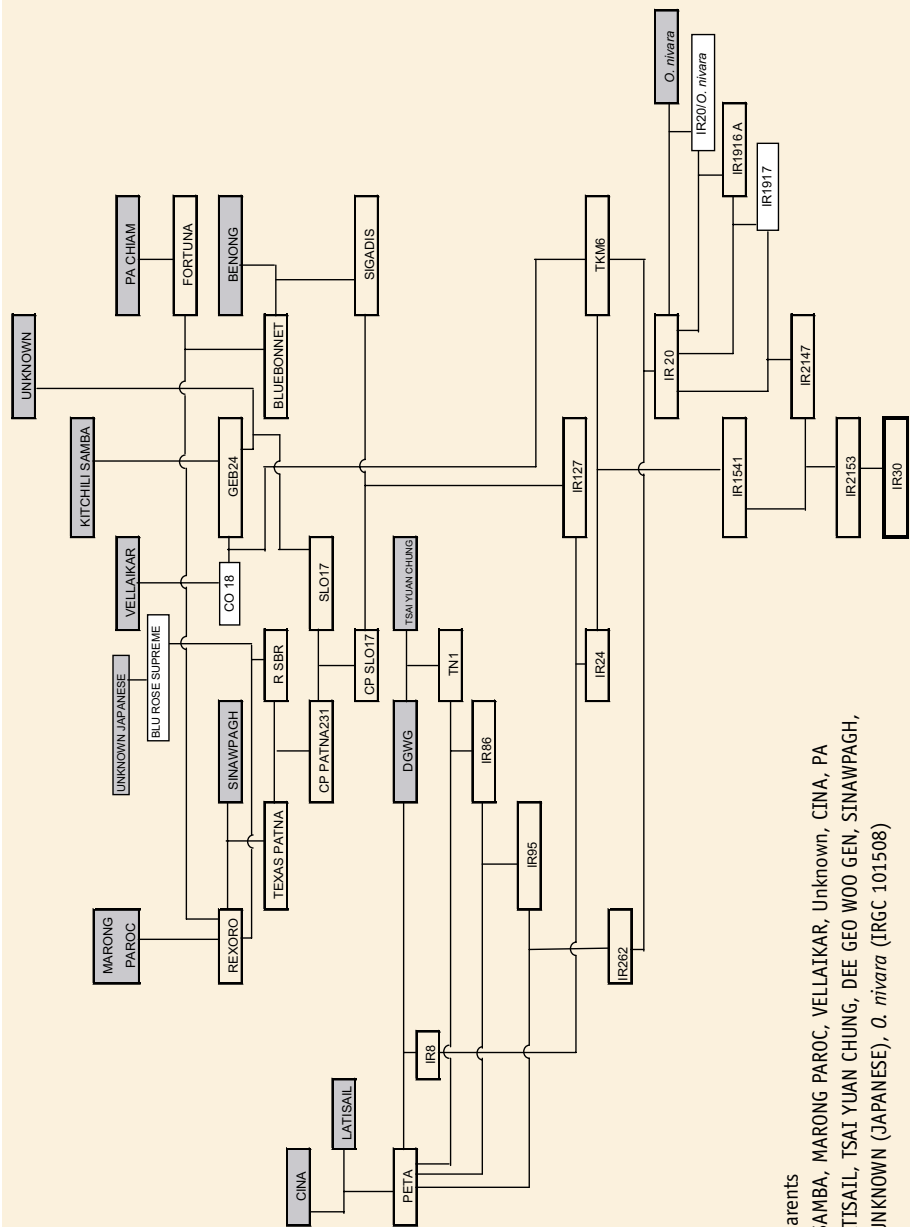 UNKNOWN
KITCHILI SAMBA
PA CHIAM
VELLAIKAR
GEB24
FORTUNA
UNKNOWN JAPANESE
BLU ROSE SUPREME
CO 18
BENONG
MARONG
PAROC
SINAWPAGH
BLUEBONNET
REXORO
R SBR
SLO17
TEXAS PATNA
CP PATNA231
CP SLO17
SIGADIS
DGWG
TSAI YUAN CHUNG
TN1
CINA
LATISAIL
PETA
IR8
IR86
IR95
IR127
IR24
TKM6
IR262
IR 20
O. nivara
IR20/O. nivara
IR1916 A
IR1917
IR1541
IR2147
IR2153
IR30
arents
SAMBA, MARONG PAROC, VELLAIKAR, Unknown, CINA, PA
TISAIL, TSAI YUAN CHUNG, DEE GEO WOO GEN, SINAWPAGH,
UNKNOWN (JAPANESE), O. nivara (IRGC 101508)